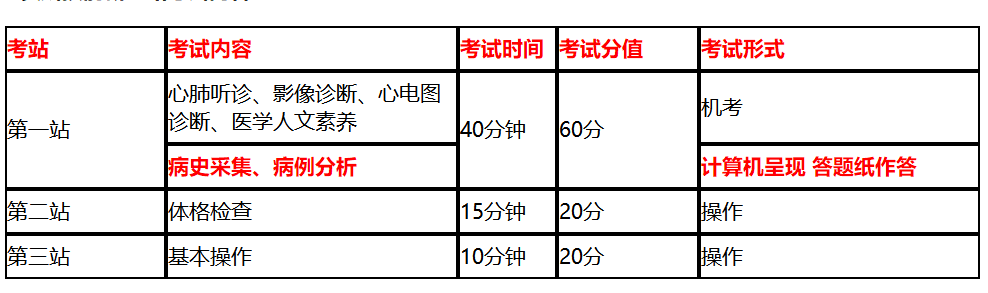 考站 考试内容 考试时间 考试分值 考试形式
第一站 心肺听诊、影像诊断、心电图
诊断、医学人文素养 40分钟 60分 机考
病史采集、病例分析 计算机呈现 答题纸作答
第二站 体格检查 15分钟 20分 操作
第三站 基本操作 10分钟 20分 操作